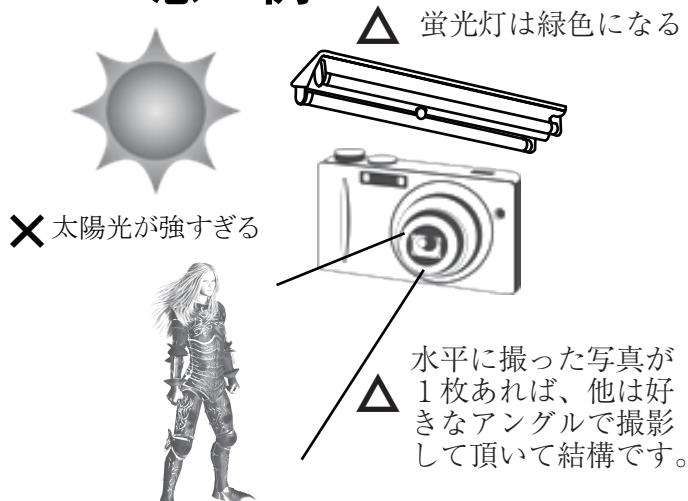 △ 蛍光灯は緑色になる
× 太陽光が強すぎる
△ 水平に撮った写真が
１枚あれば、他は好
きなアングルで撮影
して頂いて結構です。